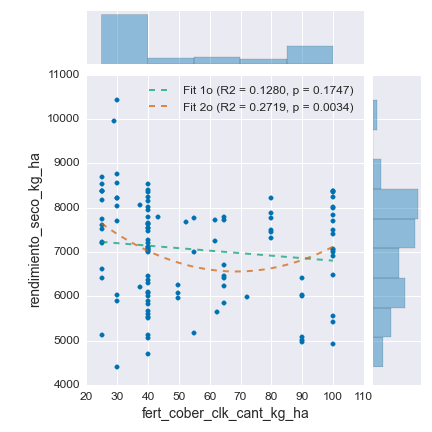 Fit 1o (R2 = 0.1280, p = 0.1747)
Fit 2o (R2 = 0.2719, p = 0.0034)
11000
10000
9000
8000
7000
6000
5000
4000
rendimiento_seco_kg_ha
20 30 40 50 60 70 80 90 100 110
fert_cober_clk_cant_kg_ha